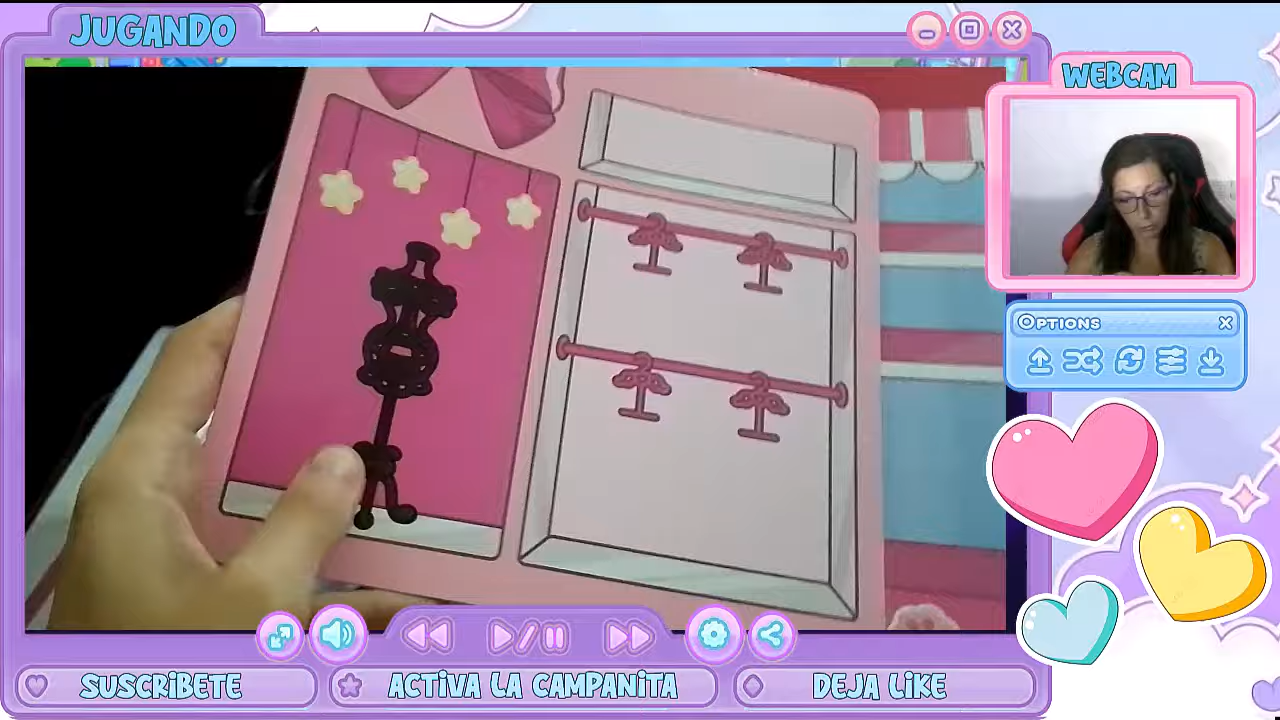 JUGANDO
WEBCAM
OPTIONS
SUSCRIBETE
ACTIVA LA CAMPANITA
DEJA LIKE